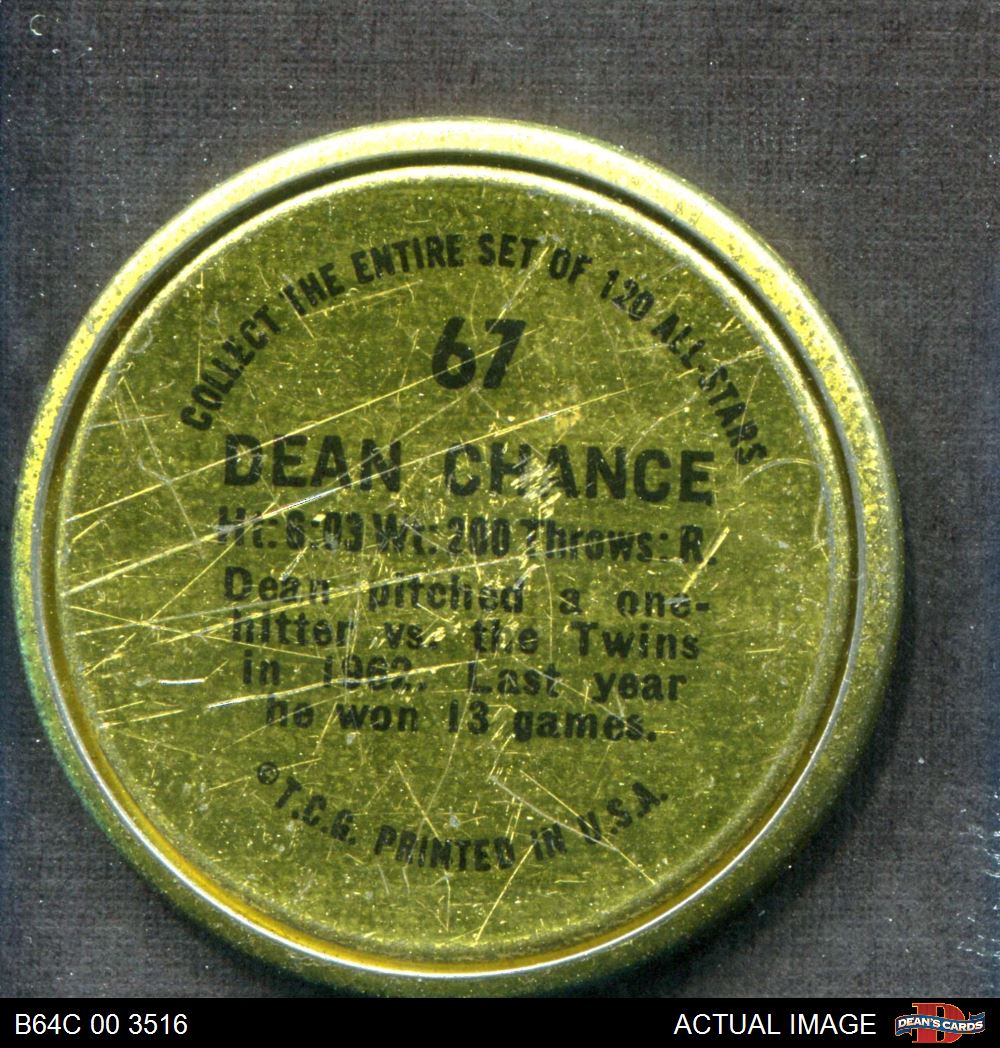 COLLECT THE ENTIRE SET OF 120 ALL-STARS
67
DEAN CHANCE
Ht: 6:03 Wt: 200 Throws: R.
Dean pitched a one-
hitter vs. the Twins
in 1962. Last year
he won 13 games.
© T.C.G. PRINTED IN U.S.A.
B64C 00 3516
ACTUAL IMAGE
D
DEAN'S CARDS